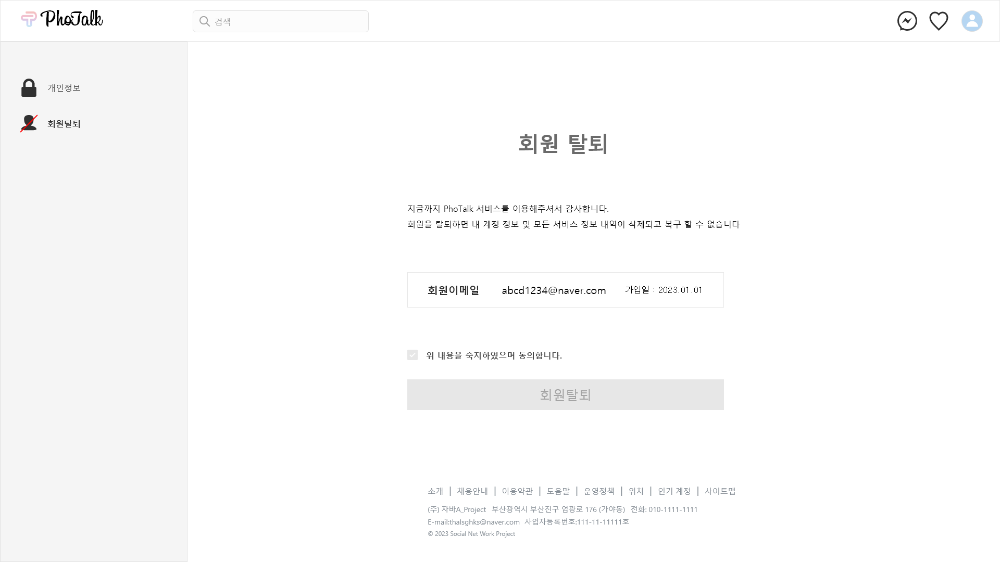 PhoTalk
검색
개인정보
회원탈퇴
회원 탈퇴
지금까지 PhoTalk 서비스를 이용해주셔서 감사합니다.
회원을 탈퇴하면 내 계정 정보 및 모든 서비스 정보 내역이 삭제되고 복구 할 수 없습니다
회원이메일 abcd1234@naver.com 가입일 : 2023.01.01
위 내용을 숙지하였으며 동의합니다.
회원탈퇴
소개 | 채용안내 | 이용약관 | 도움말 | 운영정책 | 위치 | 인기 계정 | 사이트맵
(주) 자바A_Project 부산광역시 부산진구 엄광로 176 (가야동) 전화: 010-1111-1111
E-mail:thalsghks@naver.com 사업자등록번호:111-11-11111호
© 2023 Social Net Work Project